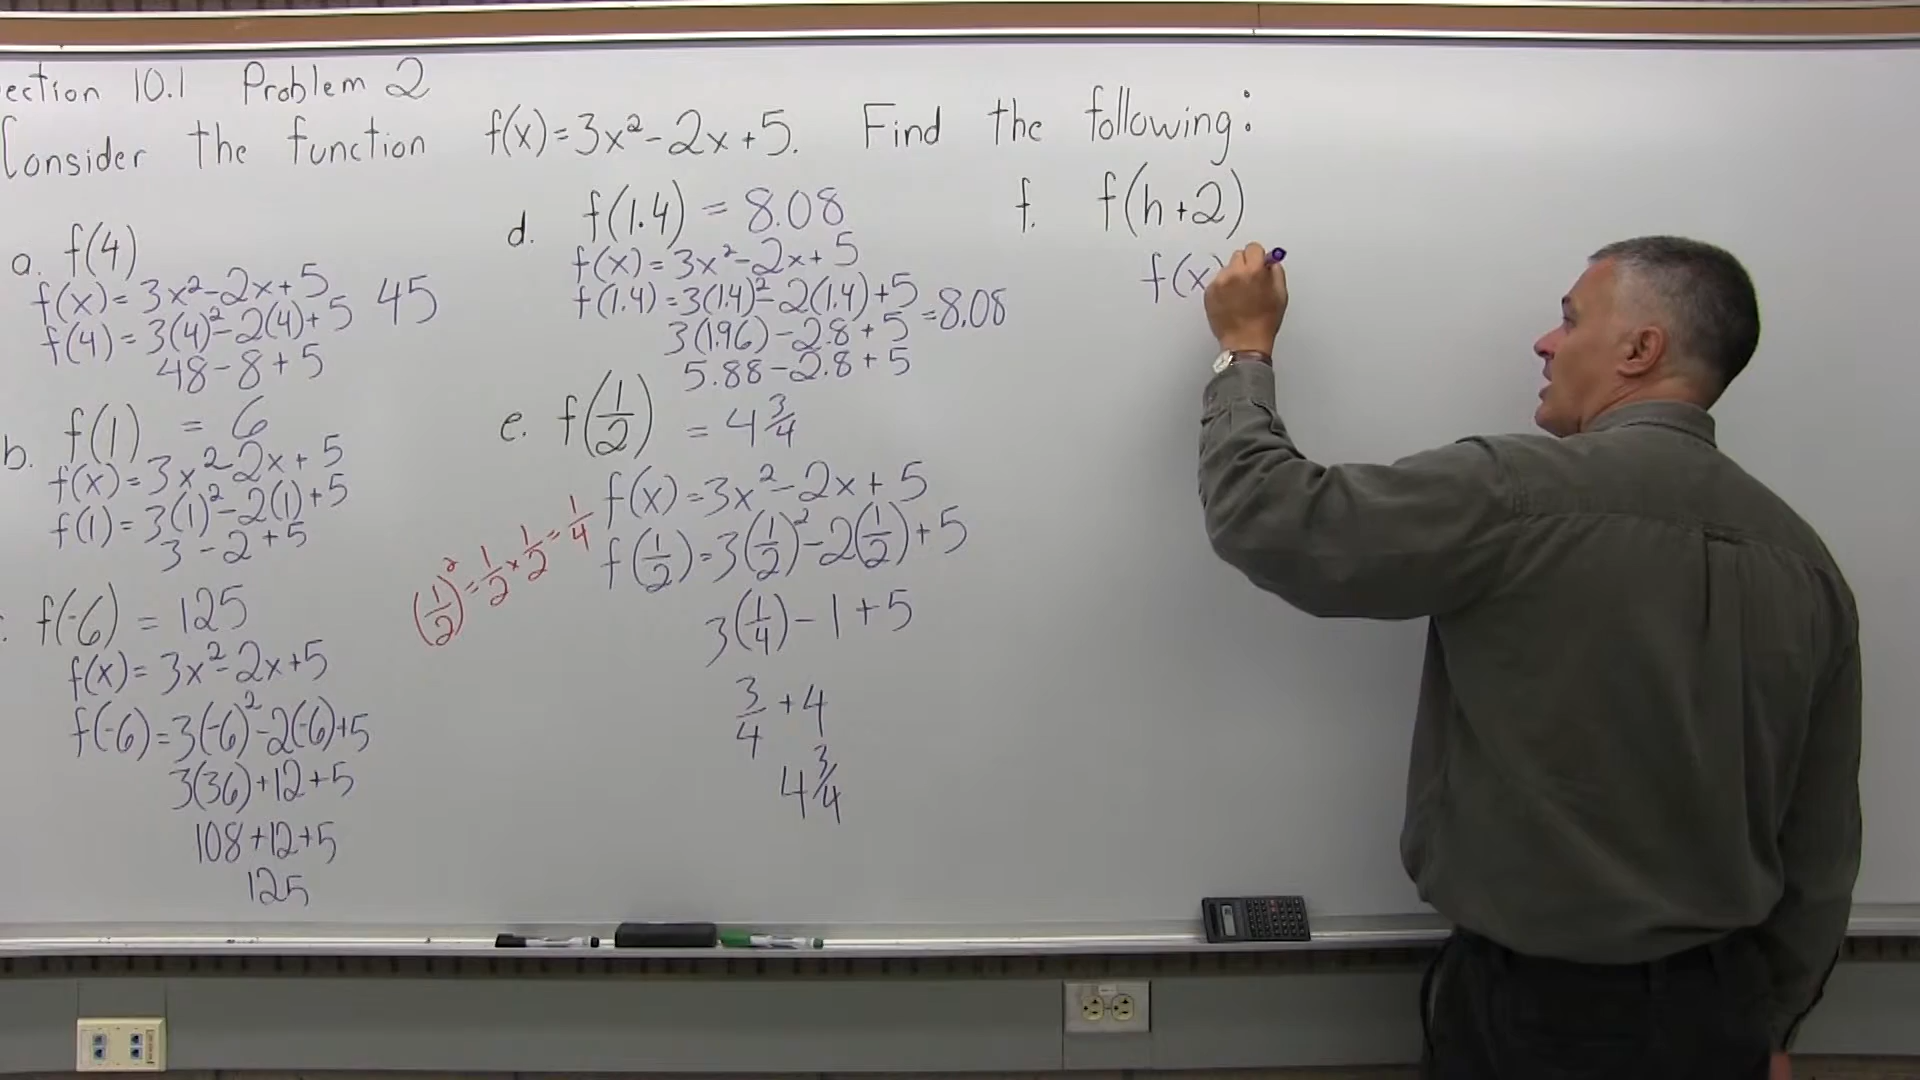 ection 10.1 Problem 2
Consider the function f(x)=3x²-2x+5. Find the following:
a. f(4)
f(x)=3x²-2x+5
f(4)=3(4)²-2(4)+5 45
48-8+5
b. f(1) = 6
f(x)=3x²-2x+5
f(1)=3(1)²-2(1)+5
3-2+5
f(-6) = 125
f(x)=3x²-2x+5
f(-6)=3(-6)²-2(-6)+5
3(36)+12+5
108+12+5
125
d. f(1.4) = 8.08
f(x)=3x²-2x+5
f(1.4)=3(1.4)²-2(1.4)+5
3(1.96)-2.8+5 =8.08
5.88-2.8+5
e. f(1/2) = 4 3/4
f(x)=3x²-2x+5
f(1/2)=3(1/2)²-2(1/2)+5
(1/2)²=1/2×1/2=1/4
3(1/4)-1+5
3/4+4
4 3/4
f. f(h+2)
f(x)